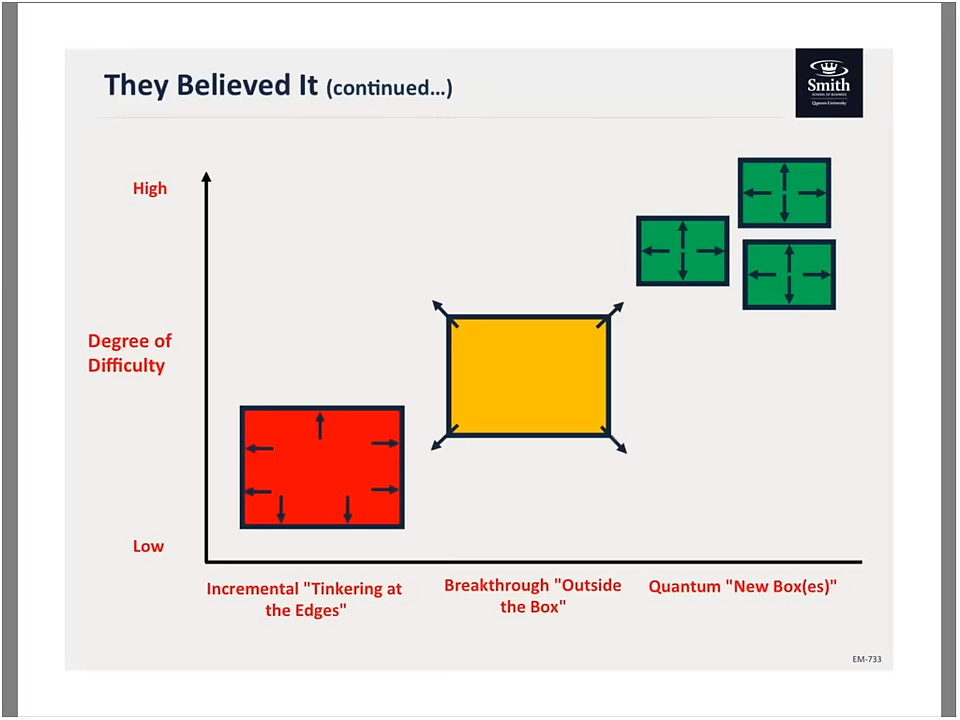 They Believed It (continued...)
Smith
SCHOOL OF BUSINESS
Queen's University
High
Degree of
Difficulty
Low
Incremental "Tinkering at
the Edges"
Breakthrough "Outside
the Box"
Quantum "New Box(es)"
EM-733